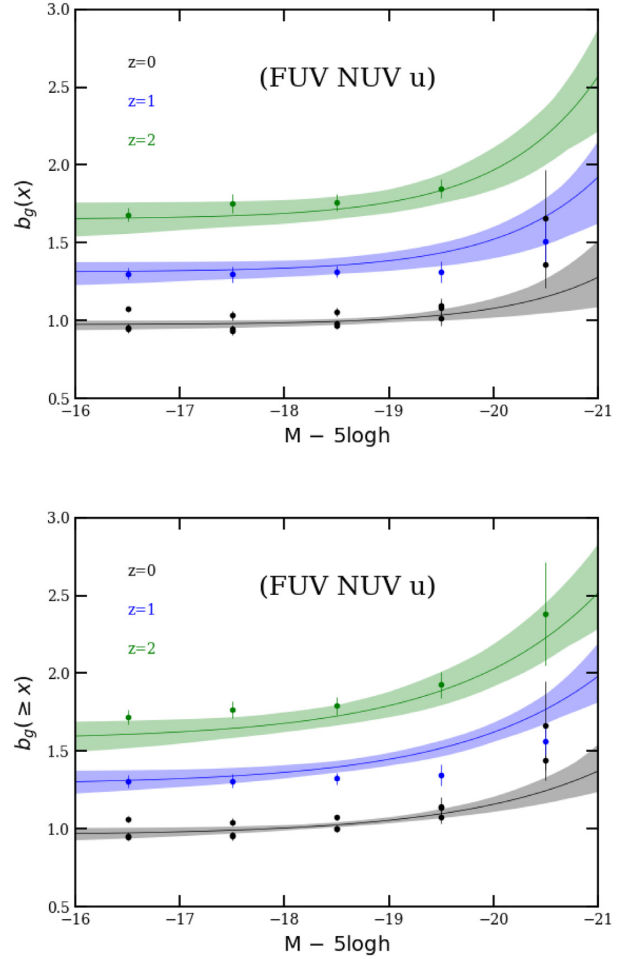 3.0
z=0
(FUV NUV u)
2.5
z=1
z=2
2.0
b_g(x)
1.5
1.0
0.5
−16 −17 −18 −19 −20 −21
M − 5logh
3.0
z=0
(FUV NUV u)
2.5
z=1
z=2
2.0
b_g(≥ x)
1.5
1.0
0.5
−16 −17 −18 −19 −20 −21
M − 5logh